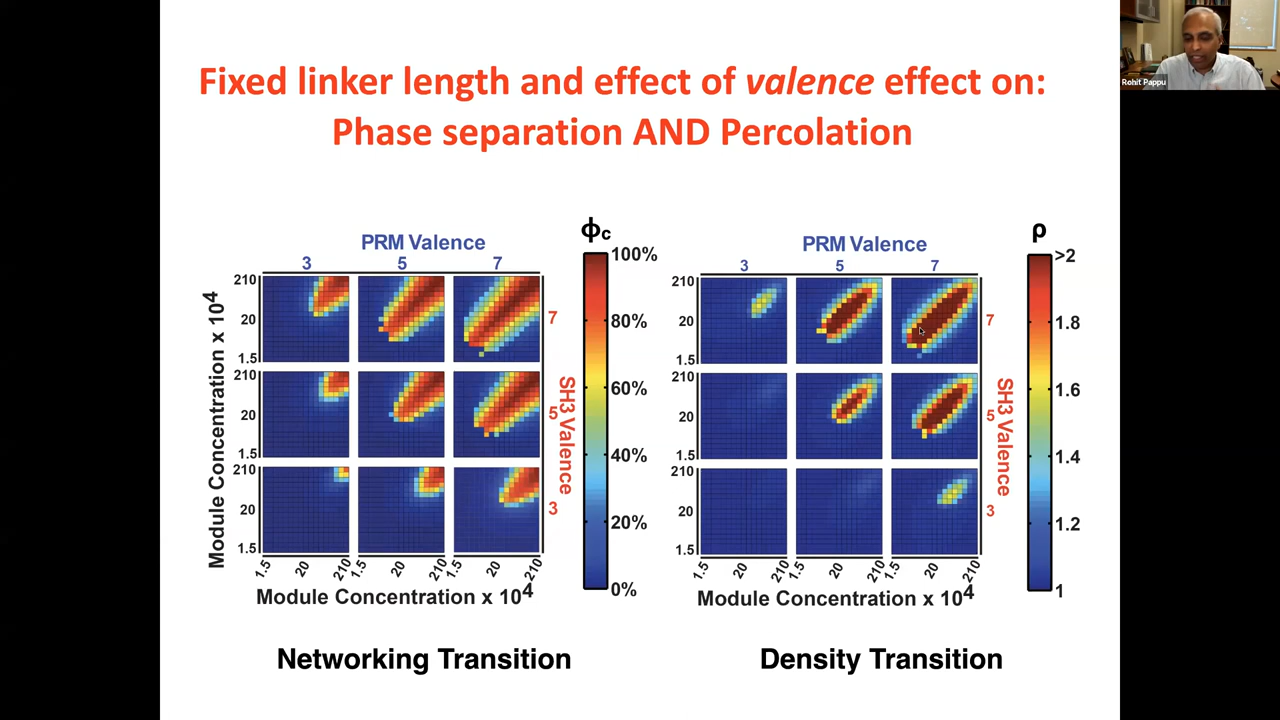 Rohit Pappu
Fixed linker length and effect of valence effect on:
Phase separation AND Percolation
PRM Valence
3 5 7
ϕc
100%
80%
60%
40%
20%
0%
210
20
1.5
210
20
1.5
210
20
1.5
Module Concentration x 10⁴
7
5
3
SH3 Valence
1.5 20 210 1.5 20 210 1.5 20 210
Module Concentration x 10⁴
Networking Transition
PRM Valence
3 5 7
ρ
>2
1.8
1.6
1.4
1.2
1
210
20
1.5
210
20
1.5
210
20
1.5
7
5
3
SH3 Valence
1.5 20 210 1.5 20 210 1.5 20 210
Module Concentration x 10⁴
Density Transition